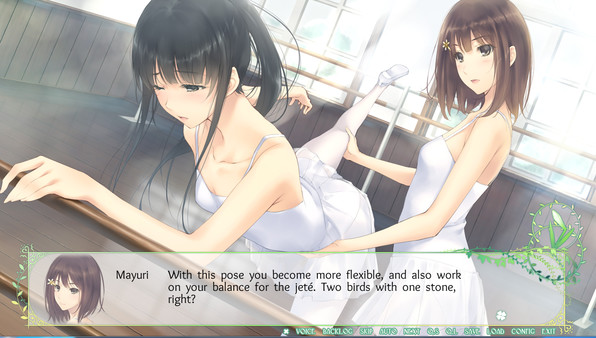 Mayuri
With this pose you become more flexible, and also work
on your balance for the jeté. Two birds with one stone,
right?
VOICE BACKLOG SKIP AUTO NEXT Q.S. Q.L. SAVE LOAD CONFIG EXIT